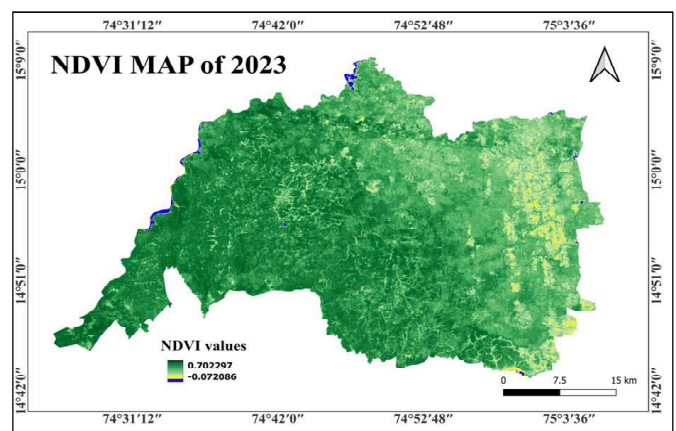 74°31′12″ 74°42′0″ 74°52′48″ 75°3′36″
NDVI MAP of 2023
15°9′0″ 15°9′0″
15°0′0″ 15°0′0″
14°51′0″ 14°51′0″
14°42′0″ 14°42′0″
NDVI values
0.702297
-0.072086
0 7.5 15 km
74°31′12″ 74°42′0″ 74°52′48″ 75°3′36″